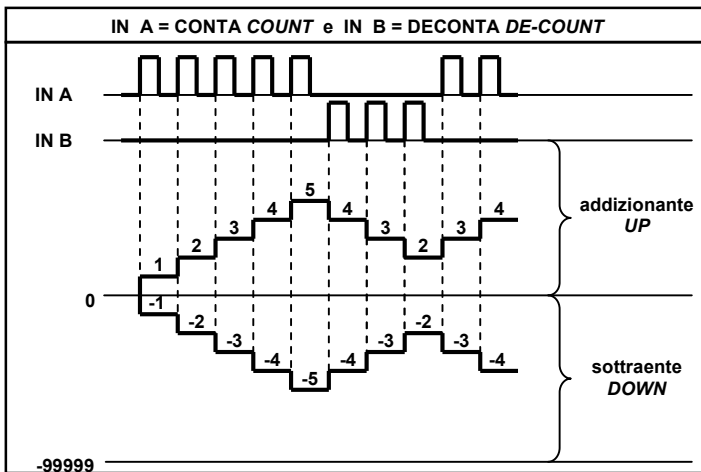 IN A = CONTA COUNT e IN B = DECONTA DE-COUNT
IN A
IN B
5
4 4 4
3 3 3
2 2
1
addizionante
UP
0
-1
-2 -2
-3 -3 -3
-4 -4 -4
-5
sottraente
DOWN
-99999